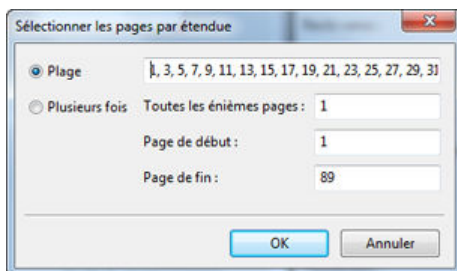 Sélectionner les pages par étendue
Plage 1, 3, 5, 7, 9, 11, 13, 15, 17, 19, 21, 23, 25, 27, 29, 31
Plusieurs fois Toutes les énièmes pages : 1
Page de début : 1
Page de fin : 89
OK Annuler